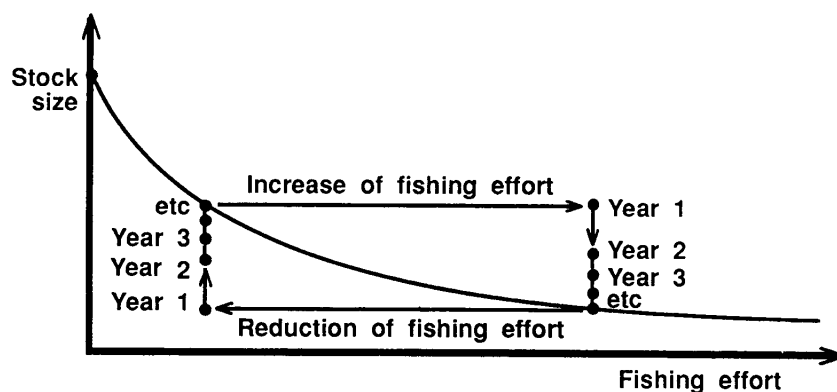 Stock
size
Increase of fishing effort
etc
Year 3
Year 2
Year 1
Year 1
Year 2
Year 3
etc
Reduction of fishing effort
Fishing effort